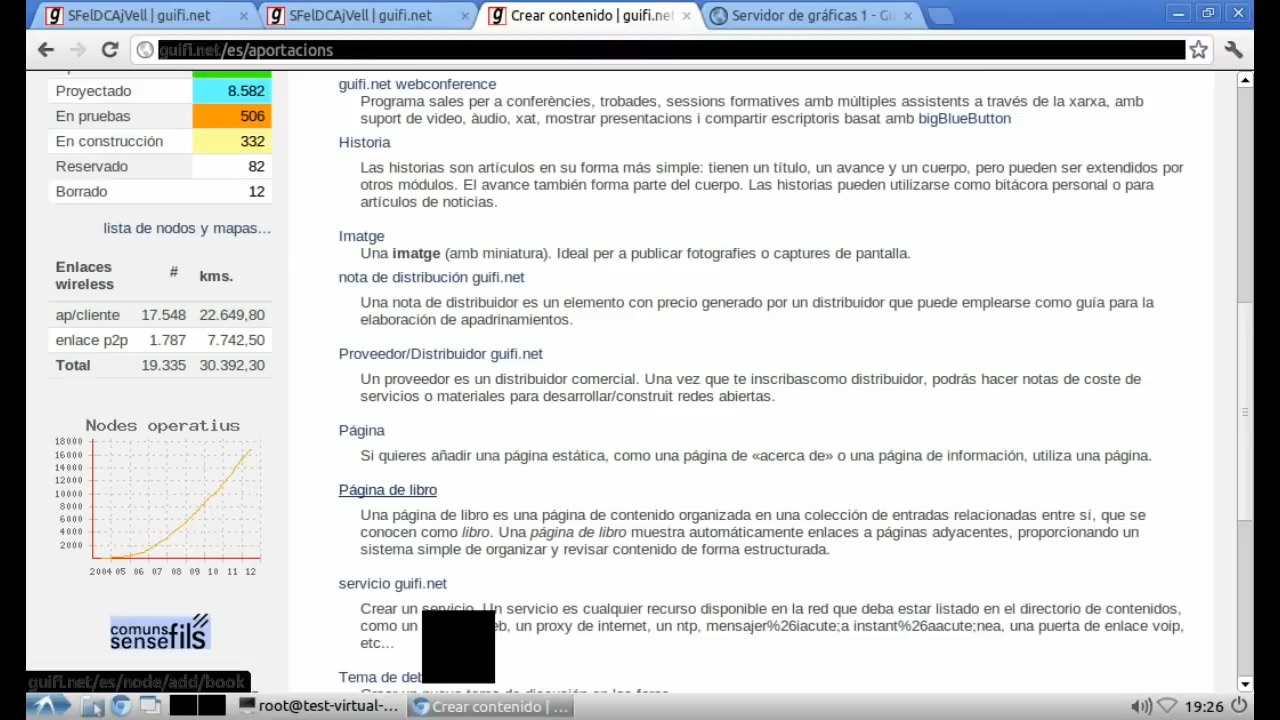 SFelDCAjVell | guifi.net
SFelDCAjVell | guifi.net
Crear contenido | guifi.net
Servidor de gráficas 1 - Gu
guifi.net/es/aportacions
Proyectado 8.582
En pruebas 506
En construcción 332
Reservado 82
Borrado 12
lista de nodos y mapas...
Enlaces wireless # kms.
ap/cliente 17.548 22.649,80
enlace p2p 1.787 7.742,50
Total 19.335 30.392,30
Nodes operatius
18000
16000
14000
12000
10000
8000
6000
4000
2000
2004 05 06 07 08 09 10 11 12
comuns
sensefils
guifi.net webconference
Programa sales per a conferències, trobades, sessions formatives amb múltiples assistents a través de la xarxa, amb
suport de video, àudio, xat, mostrar presentacions i compartir escriptoris basat amb bigBlueButton
Historia
Las historias son artículos en su forma más simple: tienen un título, un avance y un cuerpo, pero pueden ser extendidos por
otros módulos. El avance también forma parte del cuerpo. Las historias pueden utilizarse como bitácora personal o para
artículos de noticias.
Imatge
Una imatge (amb miniatura). Ideal per a publicar fotografies o captures de pantalla.
nota de distribución guifi.net
Una nota de distribuidor es un elemento con precio generado por un distribuidor que puede emplearse como guía para la
elaboración de apadrinamientos.
Proveedor/Distribuidor guifi.net
Un proveedor es un distribuidor comercial. Una vez que te inscribascomo distribuidor, podrás hacer notas de coste de
servicios o materiales para desarrollar/construit redes abiertas.
Página
Si quieres añadir una página estática, como una página de «acerca de» o una página de información, utiliza una página.
Página de libro
Una página de libro es una página de contenido organizada en una colección de entradas relacionadas entre sí, que se
conocen como libro. Una página de libro muestra automáticamente enlaces a páginas adyacentes, proporcionando un
sistema simple de organizar y revisar contenido de forma estructurada.
servicio guifi.net
Crear un servicio. Un servicio es cualquier recurso disponible en la red que deba estar listado en el directorio de contenidos,
como un eb, un proxy de internet, un ntp, mensajer%26iacute;a instant%26aacute;nea, una puerta de enlace voip,
etc...
Tema de deb
Crear un nuevo tema de discusión en los foros.
guifi.net/es/node/add/book
root@test-virtual-...
Crear contenido | ...
19:26